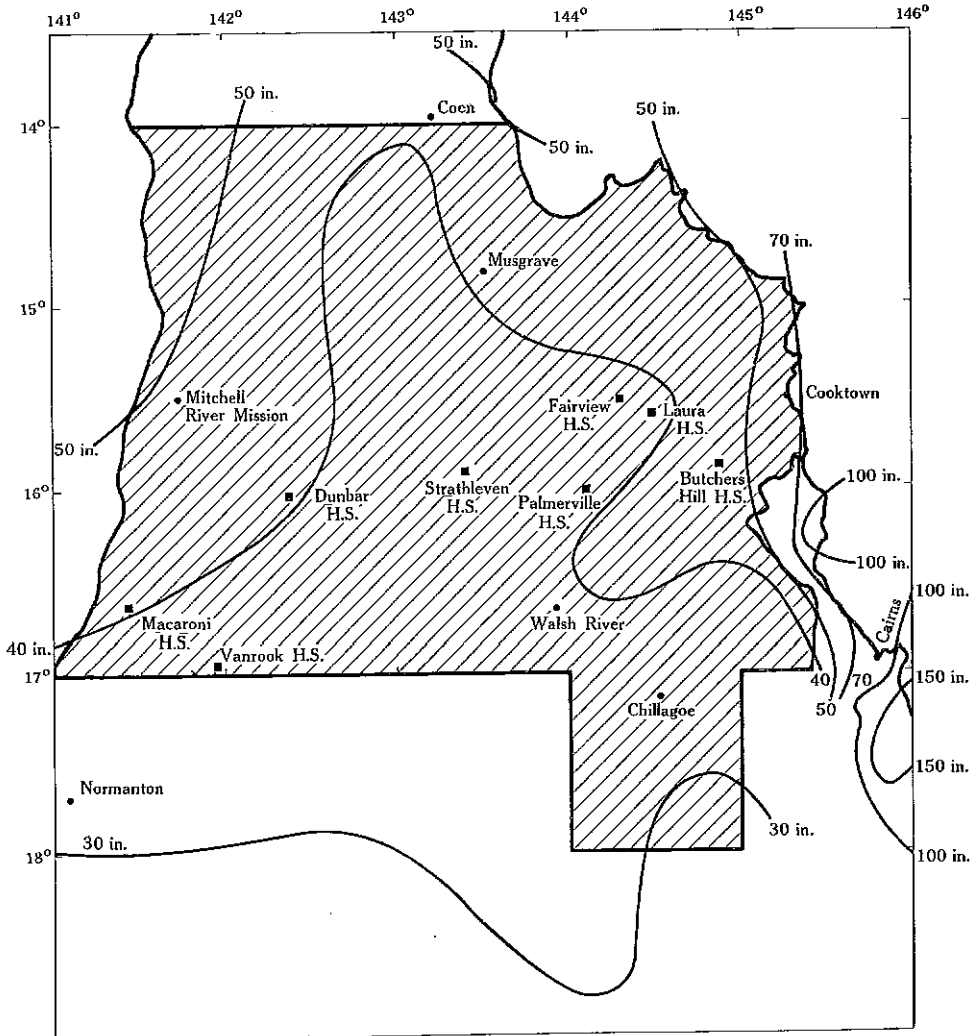 141° 142° 143° 144° 145° 146°
50 in.
50 in.
Coen
50 in.
14°
50 in.
70 in.
Musgrave
15°
Mitchell
River Mission
Fairview
H.S.
Laura
H.S.
Cooktown
50 in.
Strathleven
H.S.
Palmerville
H.S.
Butchers
Hill H.S.
100 in.
16°
Dunbar
H.S.
100 in.
100 in.
Macaroni
H.S.
Walsh River
Cairns
40 in.
Vanrook H.S.
17°
40
70
150 in.
50
Chillagoe
150 in.
Normanton
30 in.
30 in.
18°
100 in.